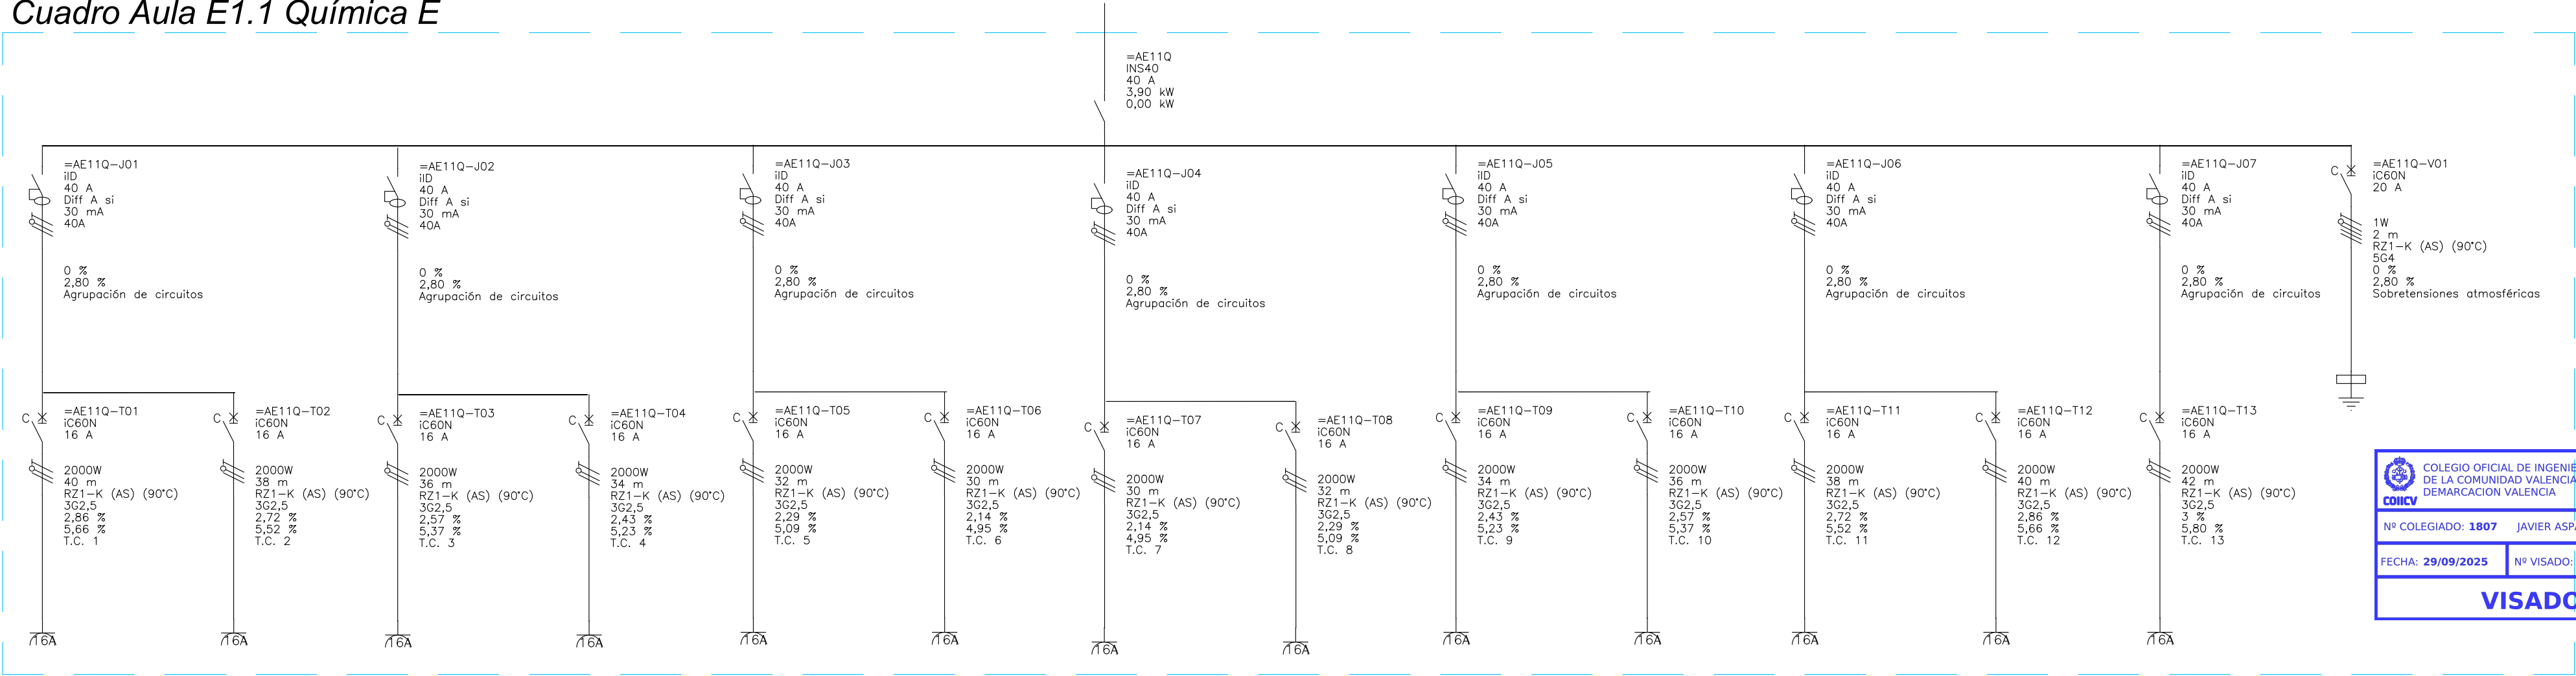 Cuadro Aula E1.1 Química E
=AE11Q
INS40
40 A
3,90 kW
0,00 kW
=AE11Q-J01
iID
40 A
Diff A si
30 mA
40A
0 %
2,80 %
Agrupación de circuitos
=AE11Q-J02
iID
40 A
Diff A si
30 mA
40A
0 %
2,80 %
Agrupación de circuitos
=AE11Q-J03
iID
40 A
Diff A si
30 mA
40A
0 %
2,80 %
Agrupación de circuitos
=AE11Q-J04
iID
40 A
Diff A si
30 mA
40A
0 %
2,80 %
Agrupación de circuitos
=AE11Q-J05
iID
40 A
Diff A si
30 mA
40A
0 %
2,80 %
Agrupación de circuitos
=AE11Q-J06
iID
40 A
Diff A si
30 mA
40A
0 %
2,80 %
Agrupación de circuitos
=AE11Q-J07
iID
40 A
Diff A si
30 mA
40A
0 %
2,80 %
Agrupación de circuitos
C
=AE11Q-V01
iC60N
20 A
1W
2 m
RZ1-K (AS) (90°C)
5G4
0 %
2,80 %
Sobretensiones atmosféricas
C
=AE11Q-T01
iC60N
16 A
2000W
40 m
RZ1-K (AS) (90°C)
3G2,5
2,86 %
5,66 %
T.C. 1
16A
C
=AE11Q-T02
iC60N
16 A
2000W
38 m
RZ1-K (AS) (90°C)
3G2,5
2,72 %
5,52 %
T.C. 2
16A
C
=AE11Q-T03
iC60N
16 A
2000W
36 m
RZ1-K (AS) (90°C)
3G2,5
2,57 %
5,37 %
T.C. 3
16A
C
=AE11Q-T04
iC60N
16 A
2000W
34 m
RZ1-K (AS) (90°C)
3G2,5
2,43 %
5,23 %
T.C. 4
16A
C
=AE11Q-T05
iC60N
16 A
2000W
32 m
RZ1-K (AS) (90°C)
3G2,5
2,29 %
5,09 %
T.C. 5
16A
C
=AE11Q-T06
iC60N
16 A
2000W
30 m
RZ1-K (AS) (90°C)
3G2,5
2,14 %
4,95 %
T.C. 6
16A
C
=AE11Q-T07
iC60N
16 A
2000W
30 m
RZ1-K (AS) (90°C)
3G2,5
2,14 %
4,95 %
T.C. 7
16A
C
=AE11Q-T08
iC60N
16 A
2000W
32 m
RZ1-K (AS) (90°C)
3G2,5
2,29 %
5,09 %
T.C. 8
16A
C
=AE11Q-T09
iC60N
16 A
2000W
34 m
RZ1-K (AS) (90°C)
3G2,5
2,43 %
5,23 %
T.C. 9
16A
C
=AE11Q-T10
iC60N
16 A
2000W
36 m
RZ1-K (AS) (90°C)
3G2,5
2,57 %
5,37 %
T.C. 10
16A
C
=AE11Q-T11
iC60N
16 A
2000W
38 m
RZ1-K (AS) (90°C)
3G2,5
2,72 %
5,52 %
T.C. 11
16A
C
=AE11Q-T12
iC60N
16 A
2000W
40 m
RZ1-K (AS) (90°C)
3G2,5
2,86 %
5,66 %
T.C. 12
16A
C
=AE11Q-T13
iC60N
16 A
2000W
42 m
RZ1-K (AS) (90°C)
3G2,5
3 %
5,80 %
T.C. 13
16A
COIICV
COLEGIO OFICIAL DE INGENIE
DE LA COMUNIDAD VALENCIA
DEMARCACION VALENCIA
Nº COLEGIADO: 1807 JAVIER ASPA
FECHA: 29/09/2025 Nº VISADO:
VISADO